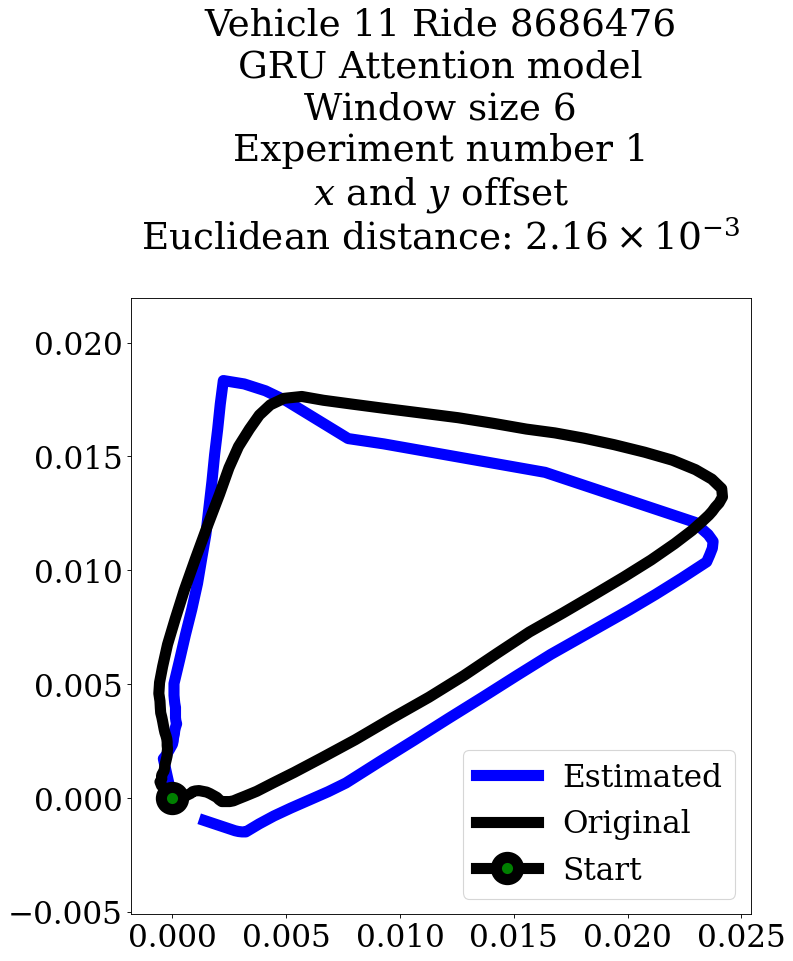 Vehicle 11 Ride 8686476
GRU Attention model
Window size 6
Experiment number 1
x and y offset
Euclidean distance: 2.16 × 10⁻³
0.020
0.015
0.010
0.005
0.000
−0.005
0.000 0.005 0.010 0.015 0.020 0.025
Estimated
Original
Start